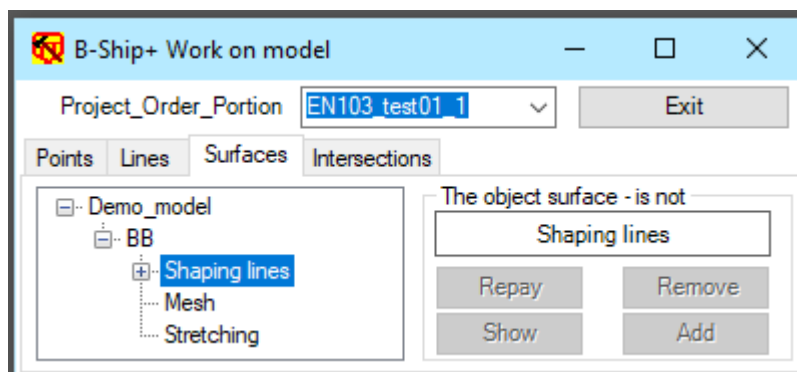 B-Ship+ Work on model
Project_Order_Portion EN103_test01_1 Exit
Points Lines Surfaces Intersections
Demo_model
BB
Shaping lines
Mesh
Stretching
The object surface - is not
Shaping lines
Repay Remove
Show Add